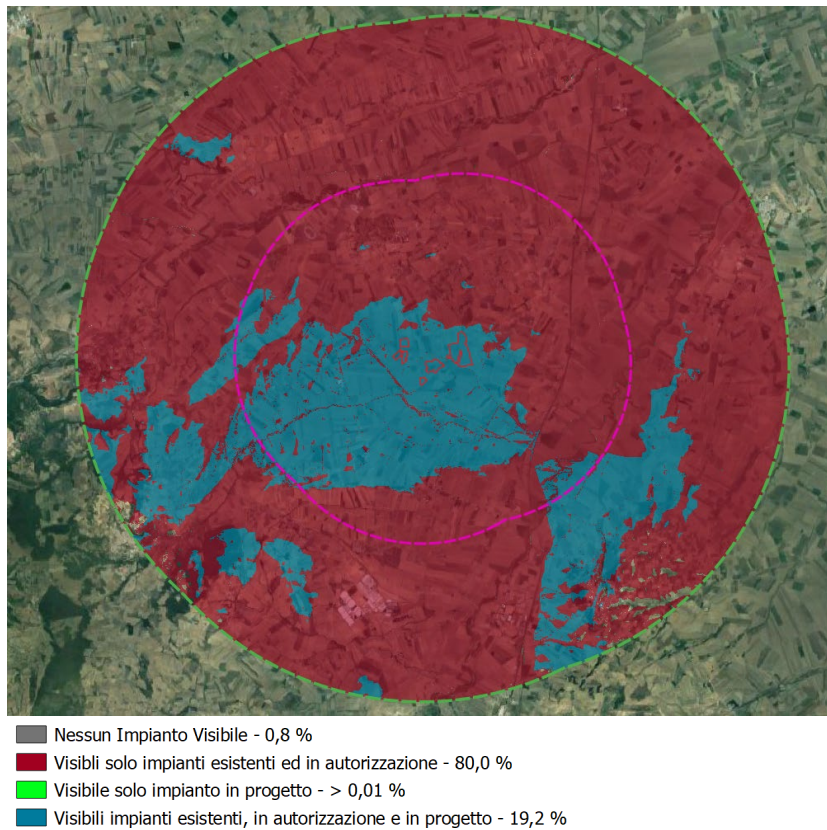 Nessun Impianto Visibile - 0,8 %
Visibli solo impianti esistenti ed in autorizzazione - 80,0 %
Visibile solo impianto in progetto - > 0,01 %
Visibili impianti esistenti, in autorizzazione e in progetto - 19,2 %